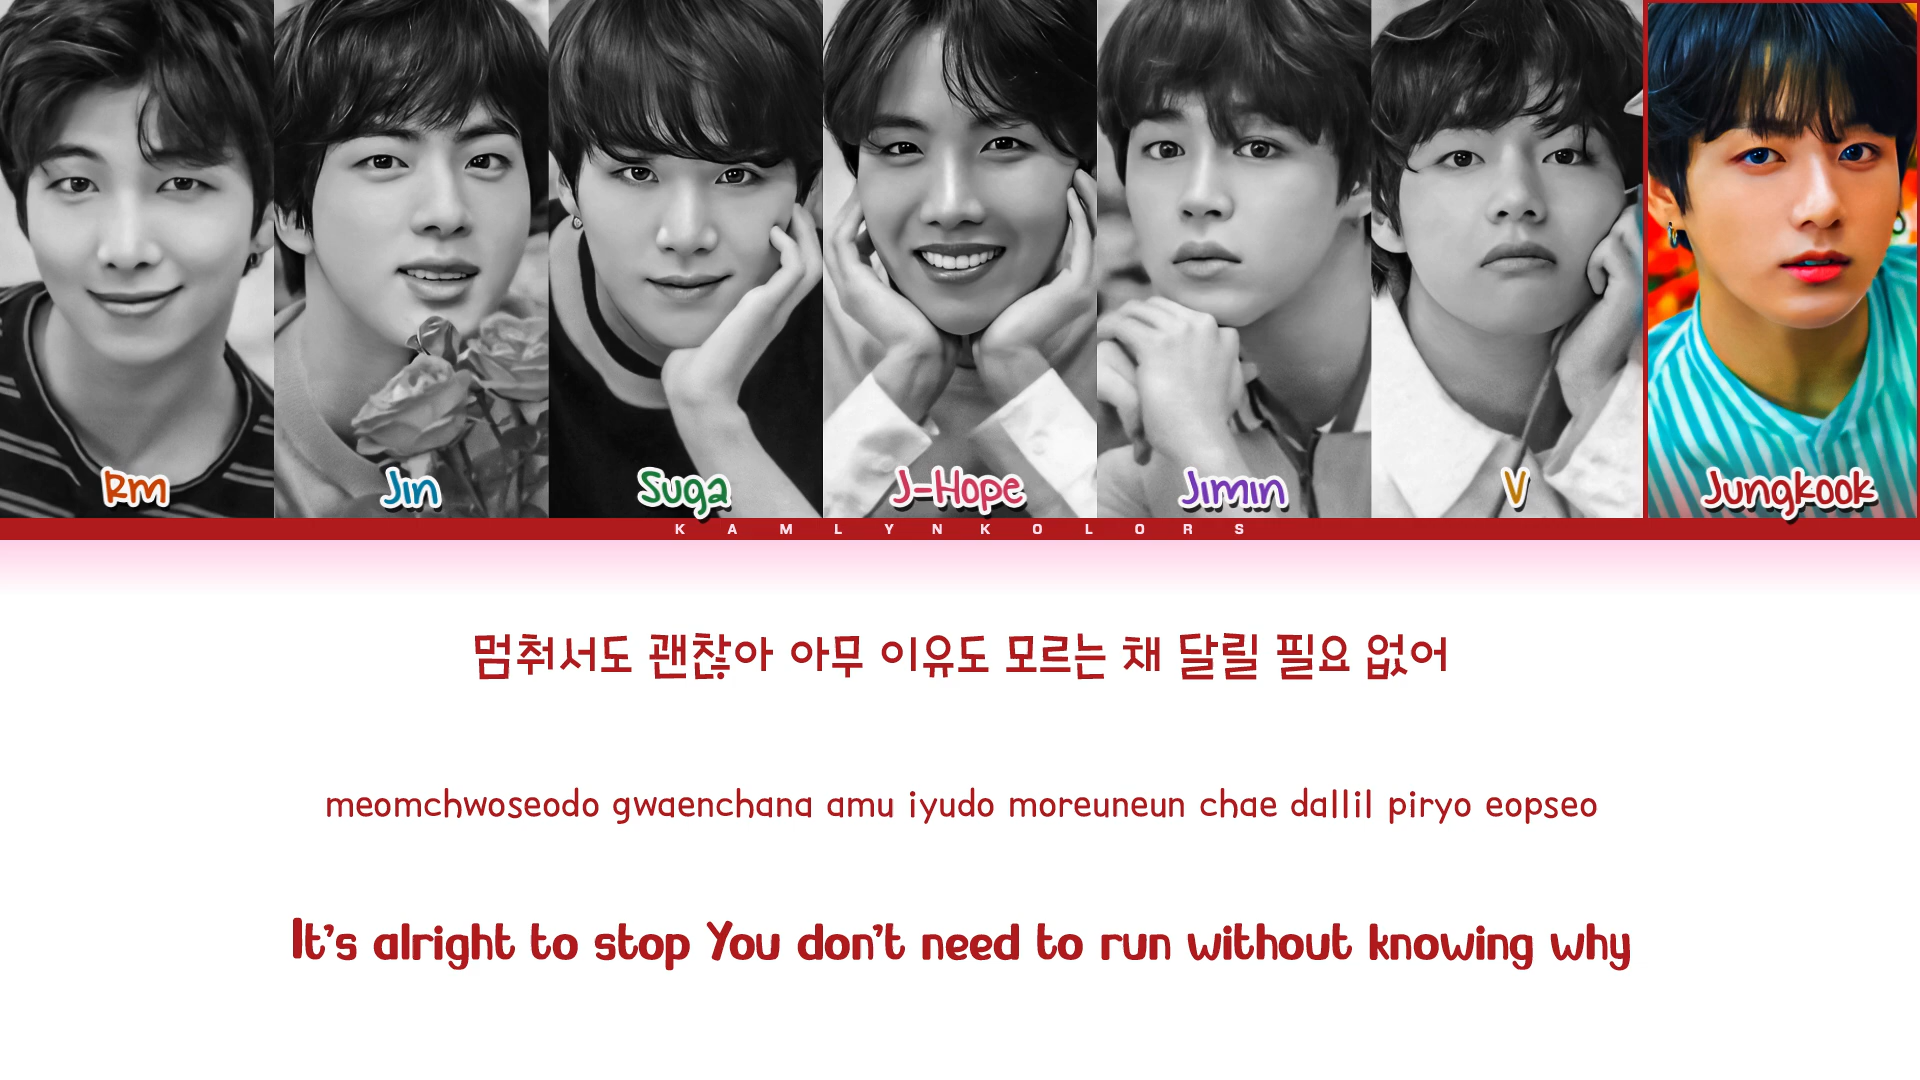 Rm
Jin
Suga
J-Hope
Jimin
V
Jungkook
KAMLYNKOLORS
멈춰서도 괜찮아 아무 이유도 모르는 채 달릴 필요 없어
meomchwoseodo gwaenchana amu iyudo moreuneun chae dallil piryo eopseo
It's alright to stop You don't need to run without knowing why